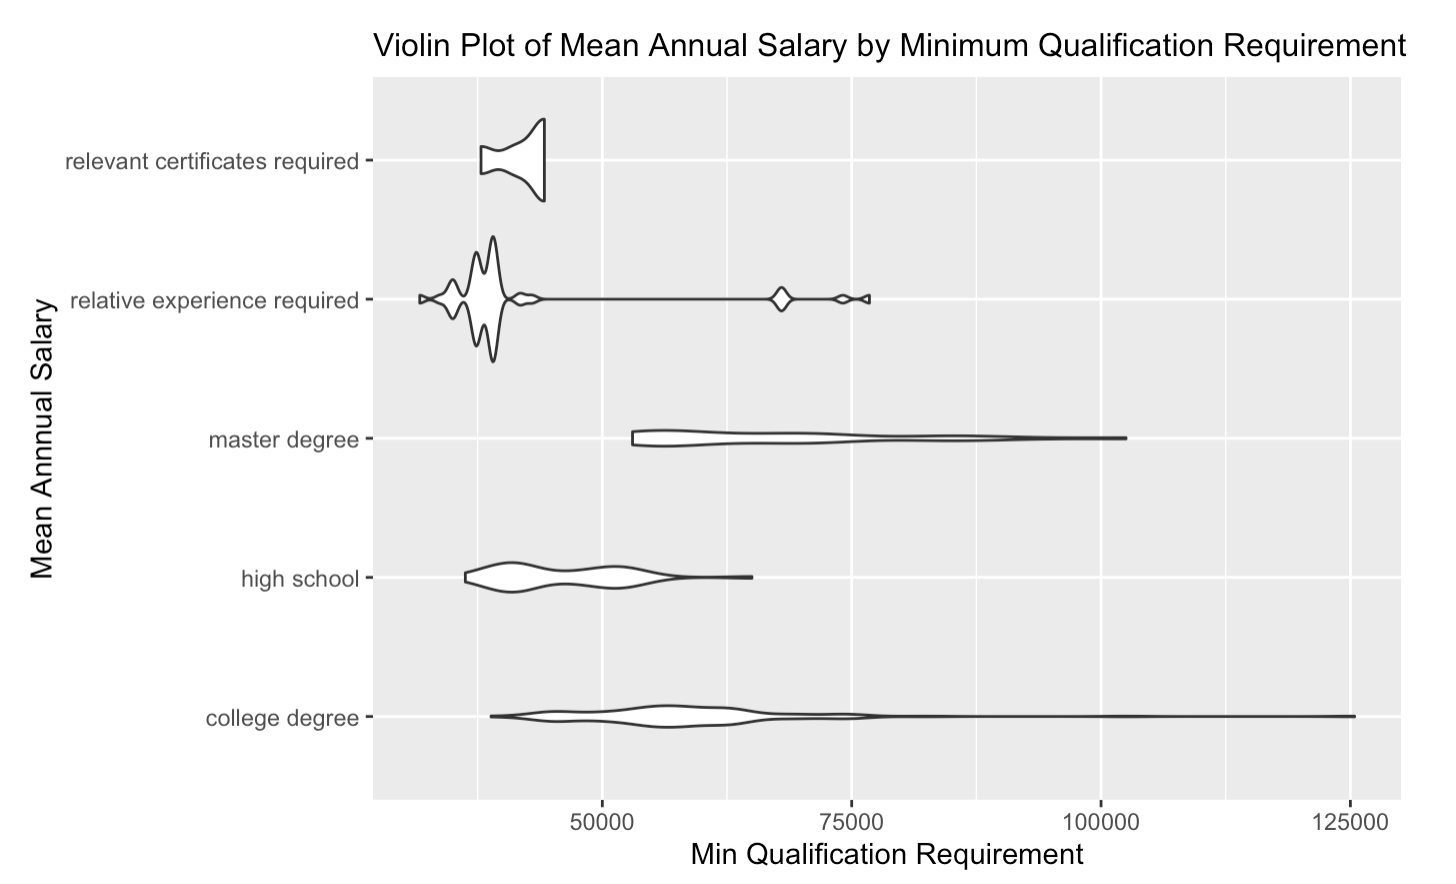 Violin Plot of Mean Annual Salary by Minimum Qualification Requirement
Mean Annual Salary
relevant certificates required
relative experience required
master degree
high school
college degree
50000
75000
100000
125000
Min Qualification Requirement